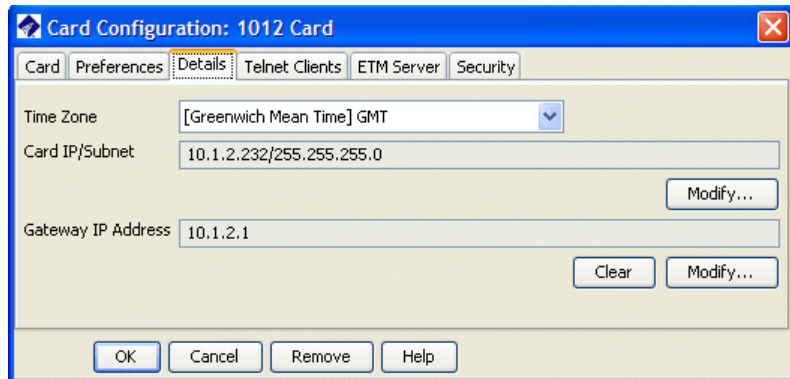 Card Configuration: 1012 Card
Card Preferences Details Telnet Clients ETM Server Security
Time Zone [Greenwich Mean Time] GMT
Card IP/Subnet 10.1.2.232/255.255.255.0
Modify...
Gateway IP Address 10.1.2.1
Clear Modify...
OK Cancel Remove Help